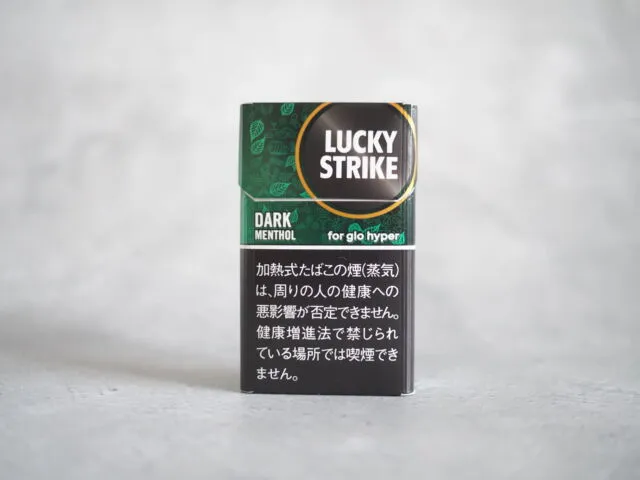 LUCKY
STRIKE
DARK
MENTHOL
for glo hyper
加熱式たばこの煙(蒸気)
は、周りの人の健康への
悪影響が否定できません。
健康増進法で禁じられ
ている場所では喫煙でき
ません。